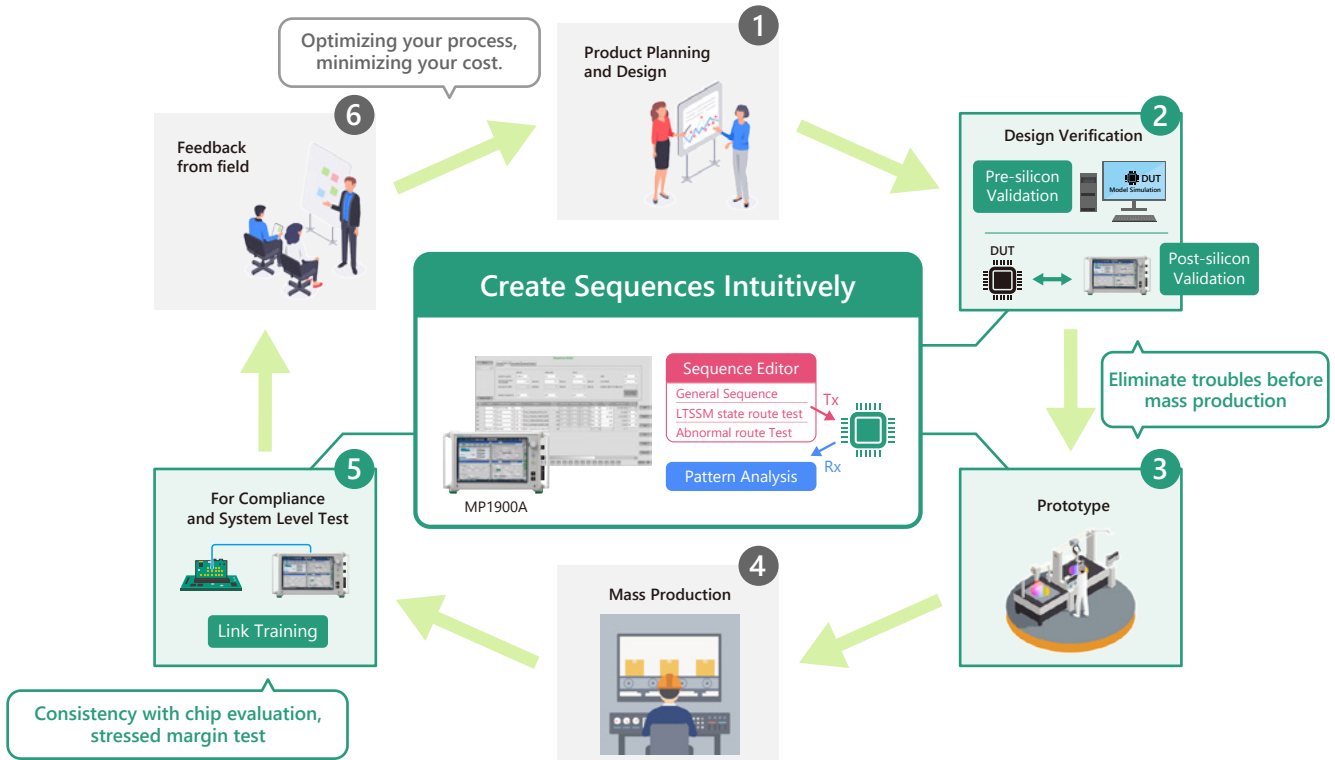 Optimizing your process,
minimizing your cost.
1
Product Planning
and Design
2
Design Verification
Pre-silicon
Validation
DUT
Model Simulation
DUT
Post-silicon
Validation
Eliminate troubles before
mass production
3
Prototype
4
Mass Production
5
For Compliance
and System Level Test
Link Training
Consistency with chip evaluation,
stressed margin test
6
Feedback
from field
Create Sequences Intuitively
MP1900A
Sequence Editor
General Sequence
LTSSM state route test
Abnormal route Test
Tx
Rx
Pattern Analysis